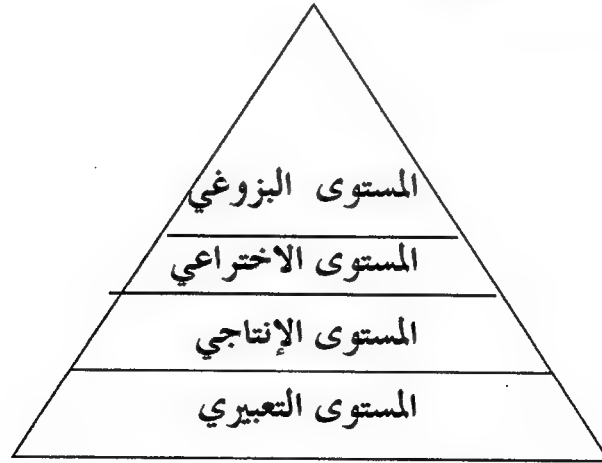 المستوى البزوغي
المستوى الاختراعي
المستوى الإنتاجي
المستوى التعبيري